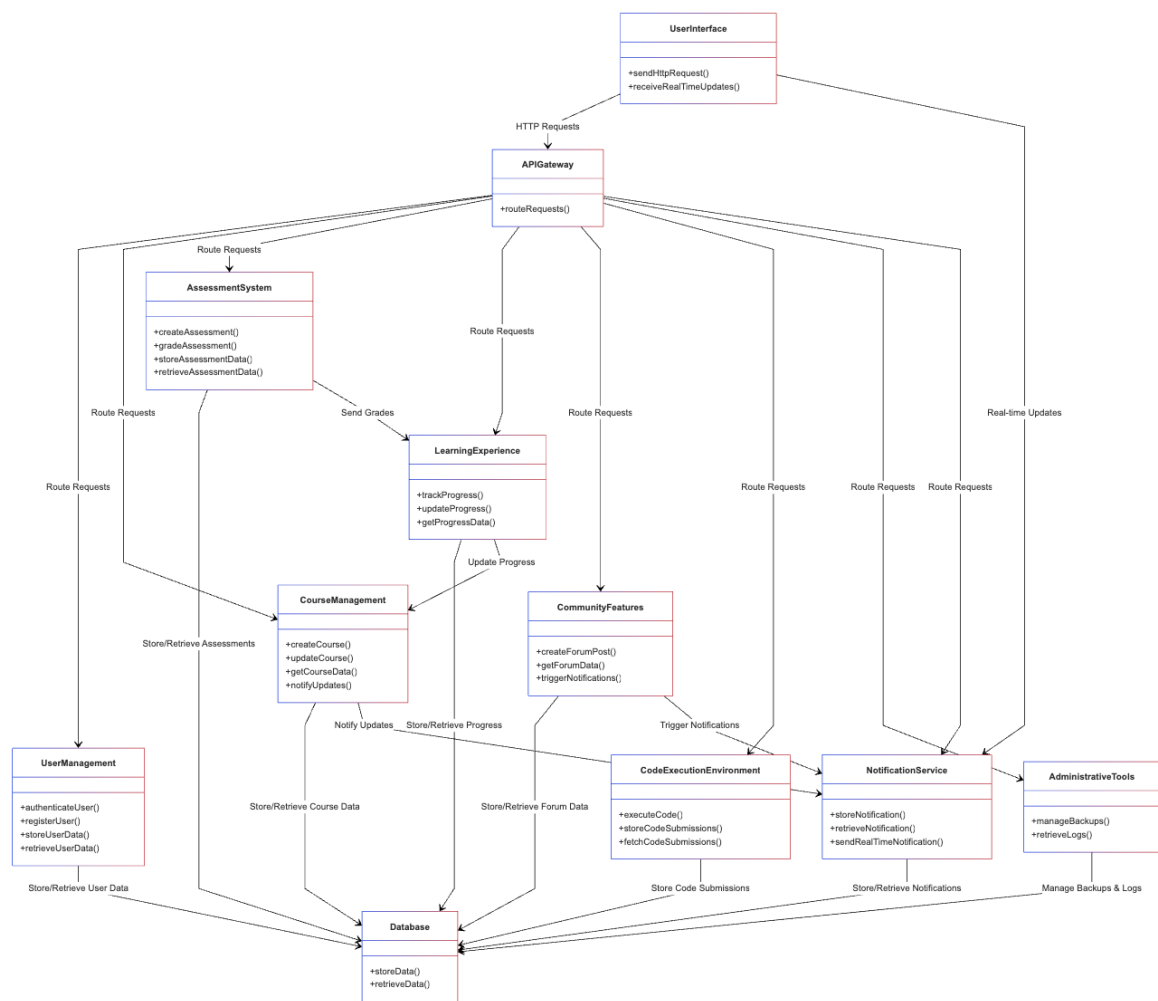 UserInterface
+sendHttpRequest()
+receiveRealTimeUpdates()
HTTP Requests
APIGateway
+routeRequests()
Route Requests
AssessmentSystem
+createAssessment()
+gradeAssessment()
+storeAssessmentData()
+retrieveAssessmentData()
Route Requests
Route Requests
Send Grades
Route Requests
Real-time Updates
LearningExperience
+trackProgress()
+updateProgress()
+getProgressData()
Route Requests
Route Requests
Route Requests
Route Requests
Update Progress
CourseManagement
+createCourse()
+updateCourse()
+getCourseData()
+notifyUpdates()
CommunityFeatures
+createForumPost()
+getForumData()
+triggerNotifications()
Store/Retrieve Assessments
Notify Updates
Store/Retrieve Progress
Trigger Notifications
UserManagement
+authenticateUser()
+registerUser()
+storeUserData()
+retrieveUserData()
Store/Retrieve Course Data
Store/Retrieve Forum Data
CodeExecutionEnvironment
+executeCode()
+storeCodeSubmissions()
+fetchCodeSubmissions()
NotificationService
+storeNotification()
+retrieveNotification()
+sendRealTimeNotification()
AdministrativeTools
+manageBackups()
+retrieveLogs()
Store/Retrieve User Data
Store Code Submissions
Store/Retrieve Notifications
Manage Backups & Logs
Database
+storeData()
+retrieveData()